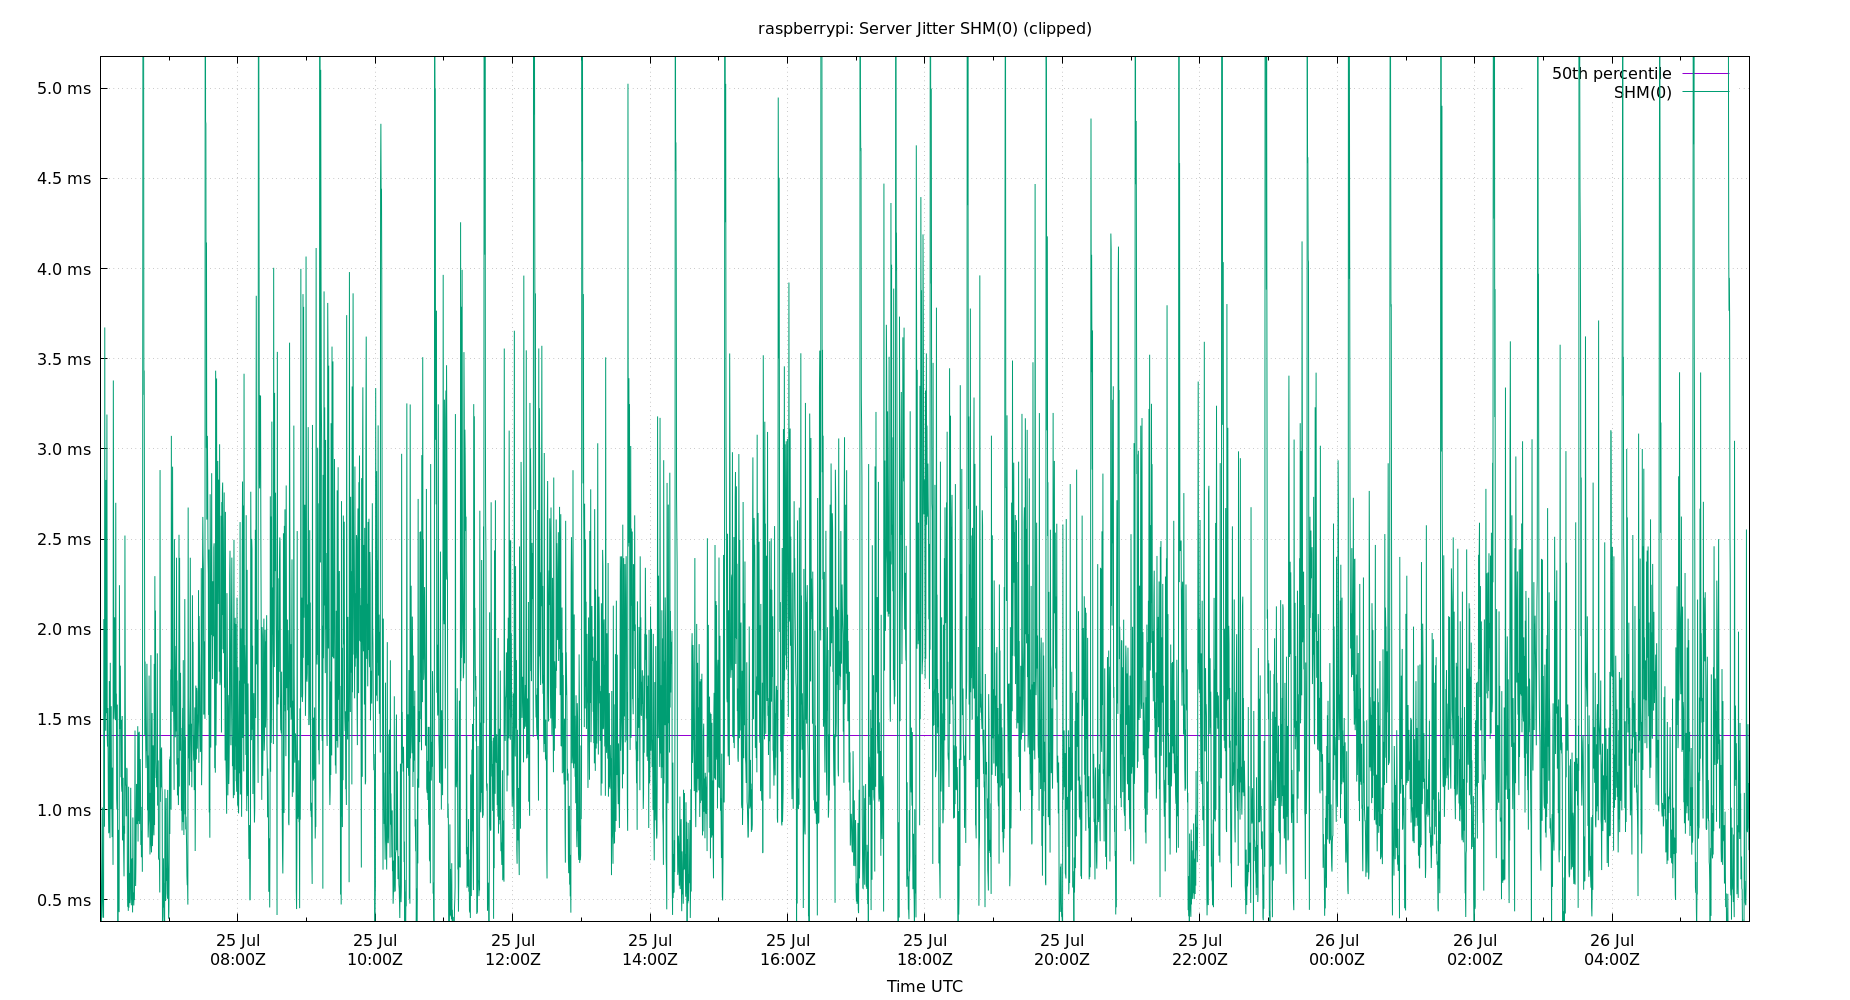 raspberrypi: Server Jitter SHM(0) (clipped)
50th percentile
SHM(0)
5.0 ms
4.5 ms
4.0 ms
3.5 ms
3.0 ms
2.5 ms
2.0 ms
1.5 ms
1.0 ms
0.5 ms
25 Jul 25 Jul 25 Jul 25 Jul 25 Jul 25 Jul 25 Jul 25 Jul 26 Jul 26 Jul 26 Jul
08:00Z 10:00Z 12:00Z 14:00Z 16:00Z 18:00Z 20:00Z 22:00Z 00:00Z 02:00Z 04:00Z
Time UTC